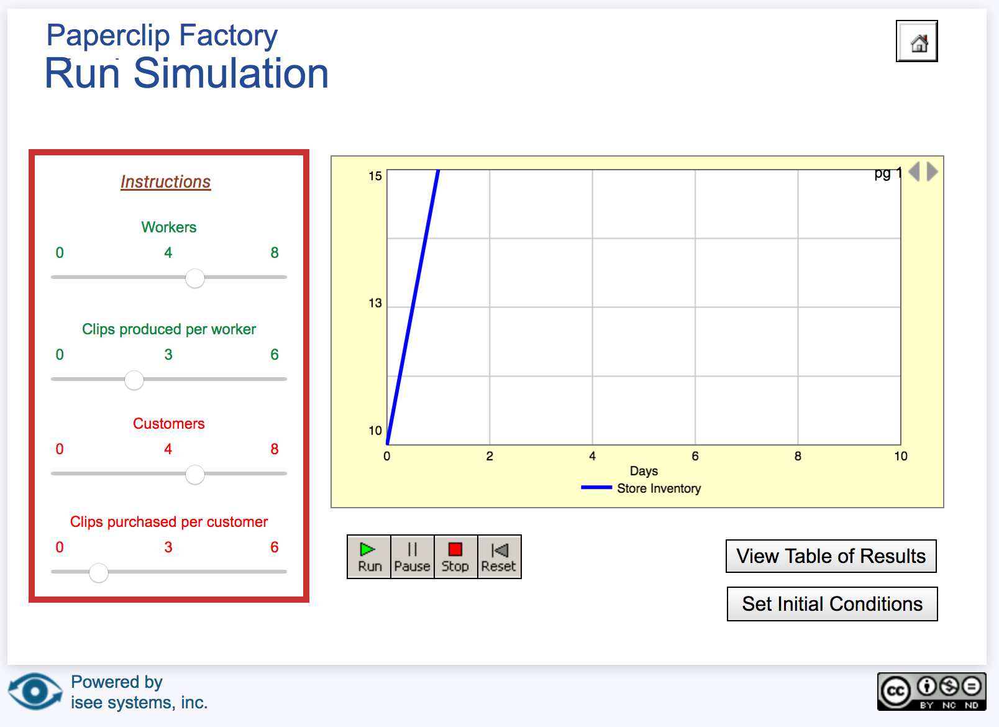 Paperclip Factory
Run Simulation
Instructions
Workers
0 4 8
Clips produced per worker
0 3 6
Customers
0 4 8
Clips purchased per customer
0 3 6
pg 1
15
13
10
0 2 4 6 8 10
Days
Store Inventory
Run Pause Stop Reset
View Table of Results
Set Initial Conditions
Powered by
isee systems, inc.
cc
BY NC ND